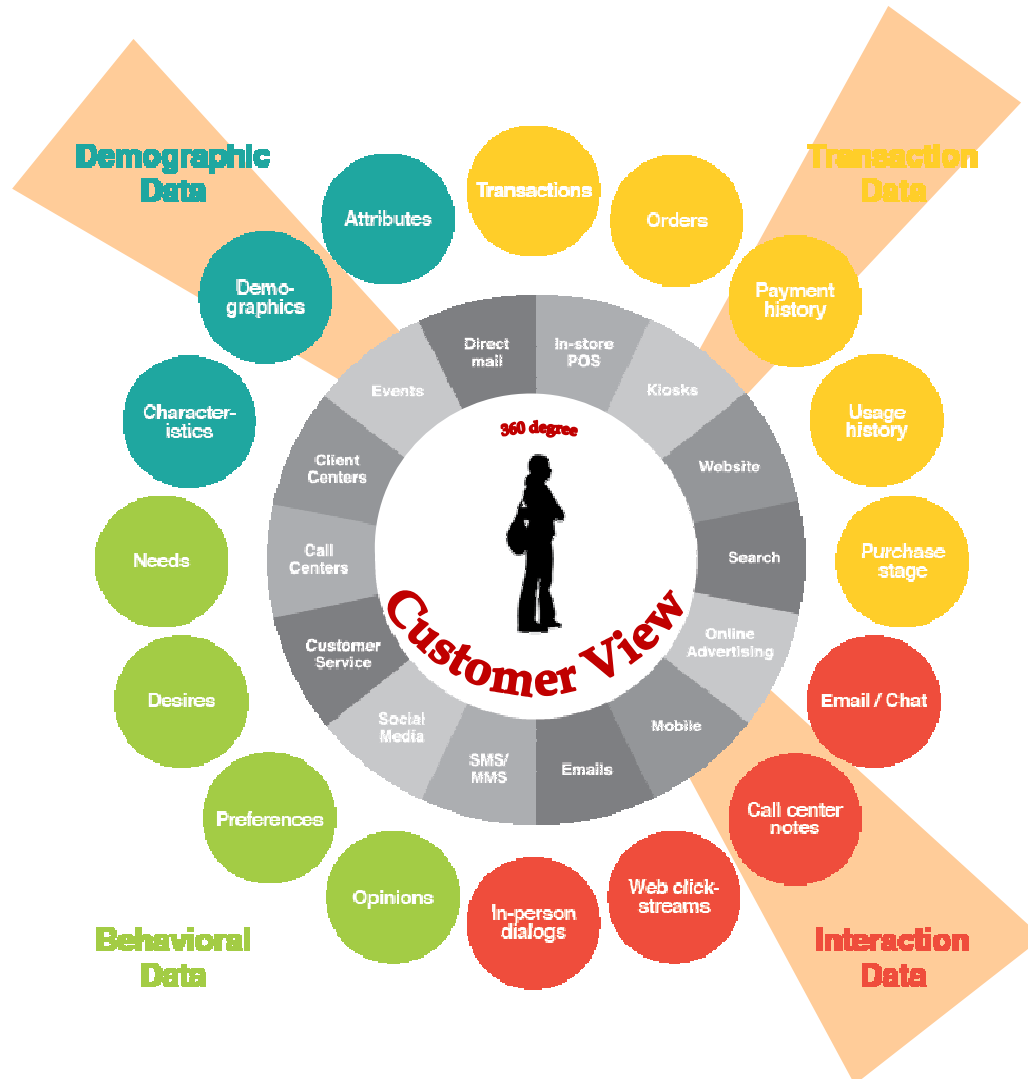 Demographic
Data
Transaction
Data
Attributes
Transactions
Orders
Demo-
graphics
Payment
history
Character-
istics
Usage
history
Needs
Purchase
stage
Desires
Email / Chat
Preferences
Call center
notes
Opinions
In-person
dialogs
Web click-
streams
Behavioral
Data
Interaction
Data
Direct
mail
In-store
POS
Kiosks
Website
Search
Online
Advertising
Mobile
Emails
SMS/
MMS
Social
Media
Customer
Service
Call
Centers
Client
Centers
Events
360 degree
Customer View